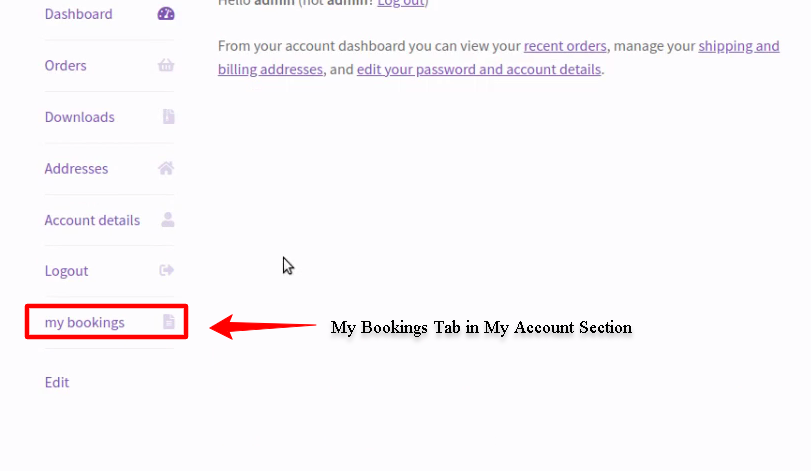 Dashboard
Hello admin (not admin? Log out)
From your account dashboard you can view your recent orders, manage your shipping and
billing addresses, and edit your password and account details.
Orders
Downloads
Addresses
Account details
Logout
my bookings
My Bookings Tab in My Account Section
Edit